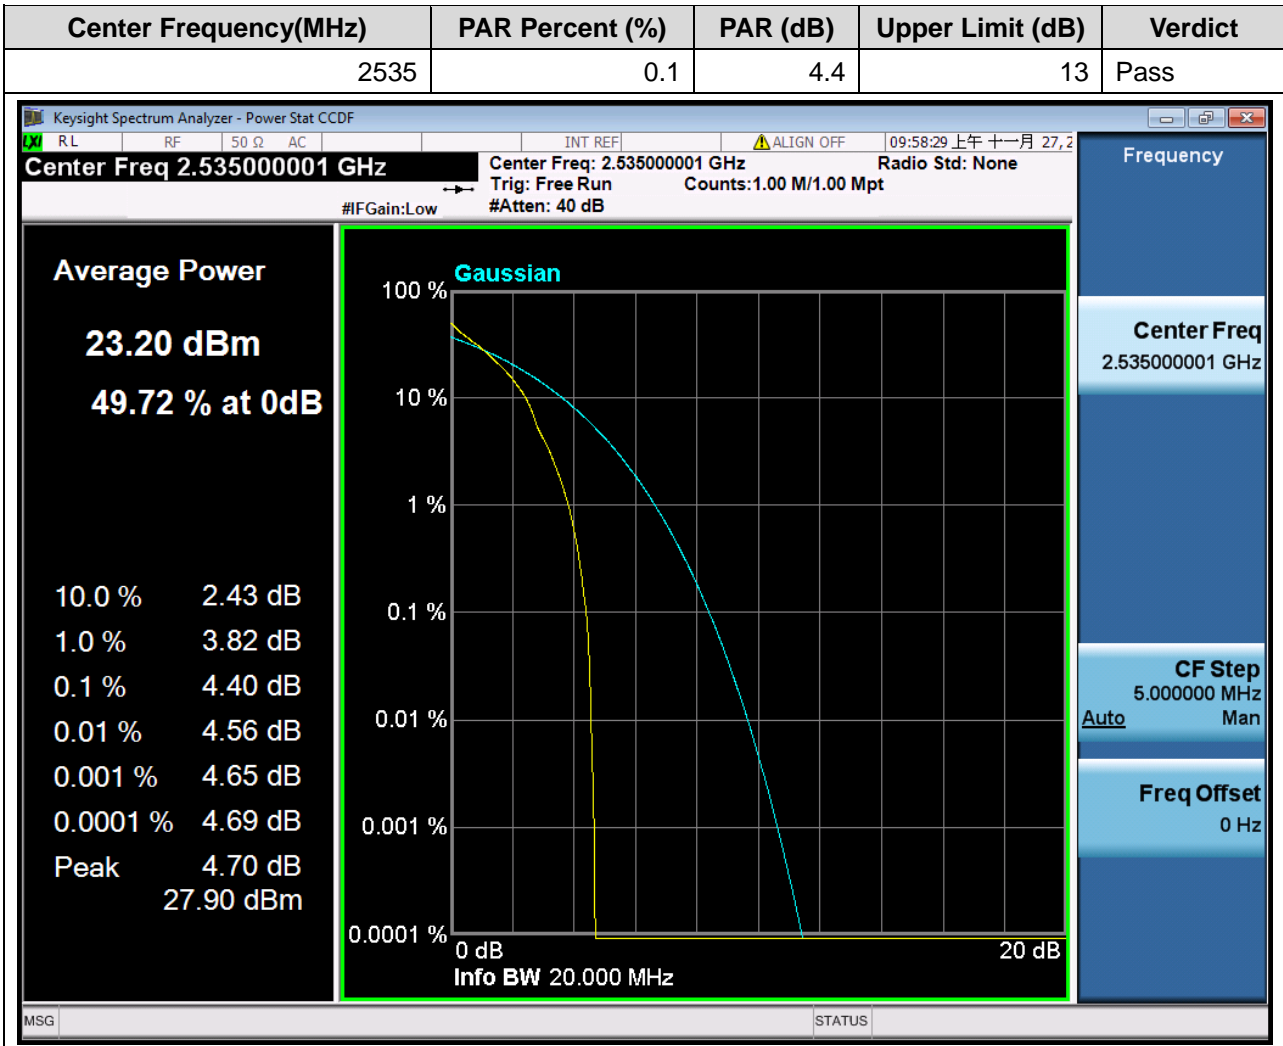 Center Frequency(MHz) PAR Percent (%) PAR (dB) Upper Limit (dB) Verdict
2535 0.1 4.4 13 Pass
Keysight Spectrum Analyzer - Power Stat CCDF
LXI RL RF 50 Ω AC INT REF ALIGN OFF 09:58:29 上午 十一月 27, 2
Center Freq 2.535000001 GHz
Center Freq: 2.535000001 GHz Radio Std: None
Trig: Free Run Counts:1.00 M/1.00 Mpt
#IFGain:Low #Atten: 40 dB
Frequency
Average Power
23.20 dBm
49.72 % at 0dB
10.0 % 2.43 dB
1.0 % 3.82 dB
0.1 % 4.40 dB
0.01 % 4.56 dB
0.001 % 4.65 dB
0.0001 % 4.69 dB
Peak 4.70 dB
27.90 dBm
Gaussian
100 %
10 %
1 %
0.1 %
0.01 %
0.001 %
0.0001 %
0 dB 20 dB
Info BW 20.000 MHz
Center Freq
2.535000001 GHz
CF Step
5.000000 MHz
Auto Man
Freq Offset
0 Hz
MSG STATUS